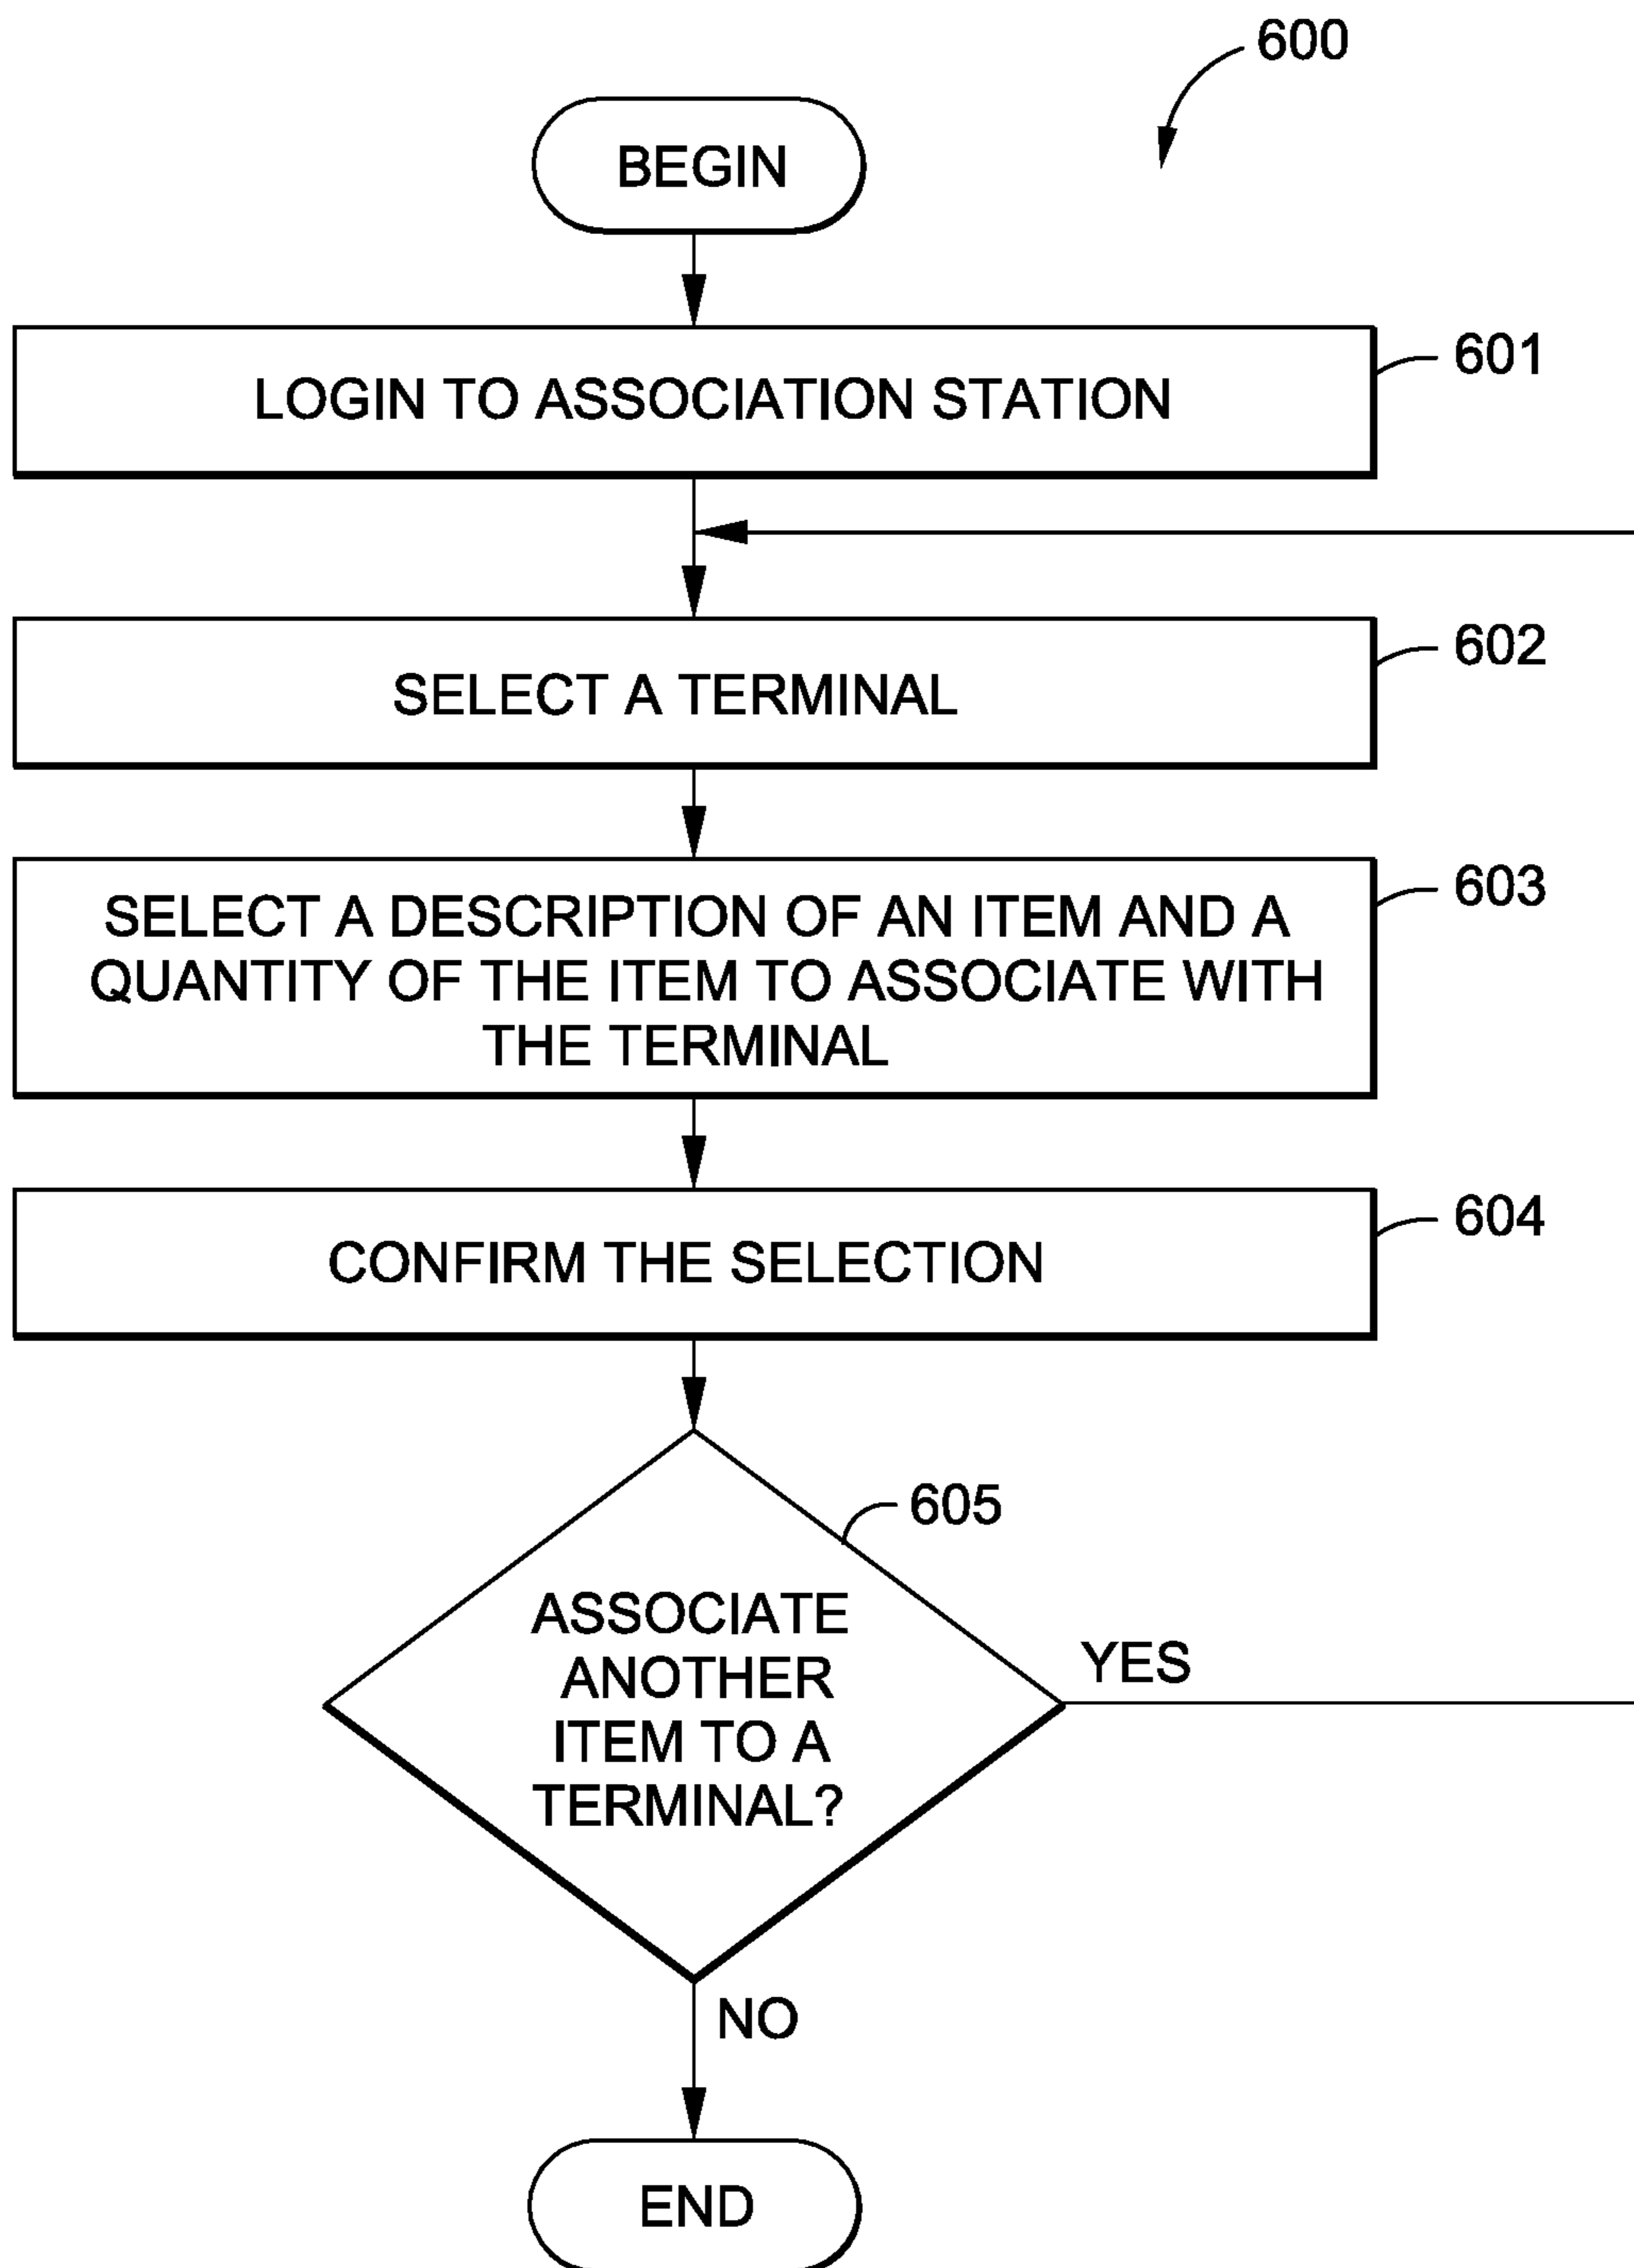 600
BEGIN
LOGIN TO ASSOCIATION STATION
601
SELECT A TERMINAL
602
SELECT A DESCRIPTION OF AN ITEM AND A
QUANTITY OF THE ITEM TO ASSOCIATE WITH
THE TERMINAL
603
CONFIRM THE SELECTION
604
605
ASSOCIATE
ANOTHER
ITEM TO A
TERMINAL?
YES
NO
END